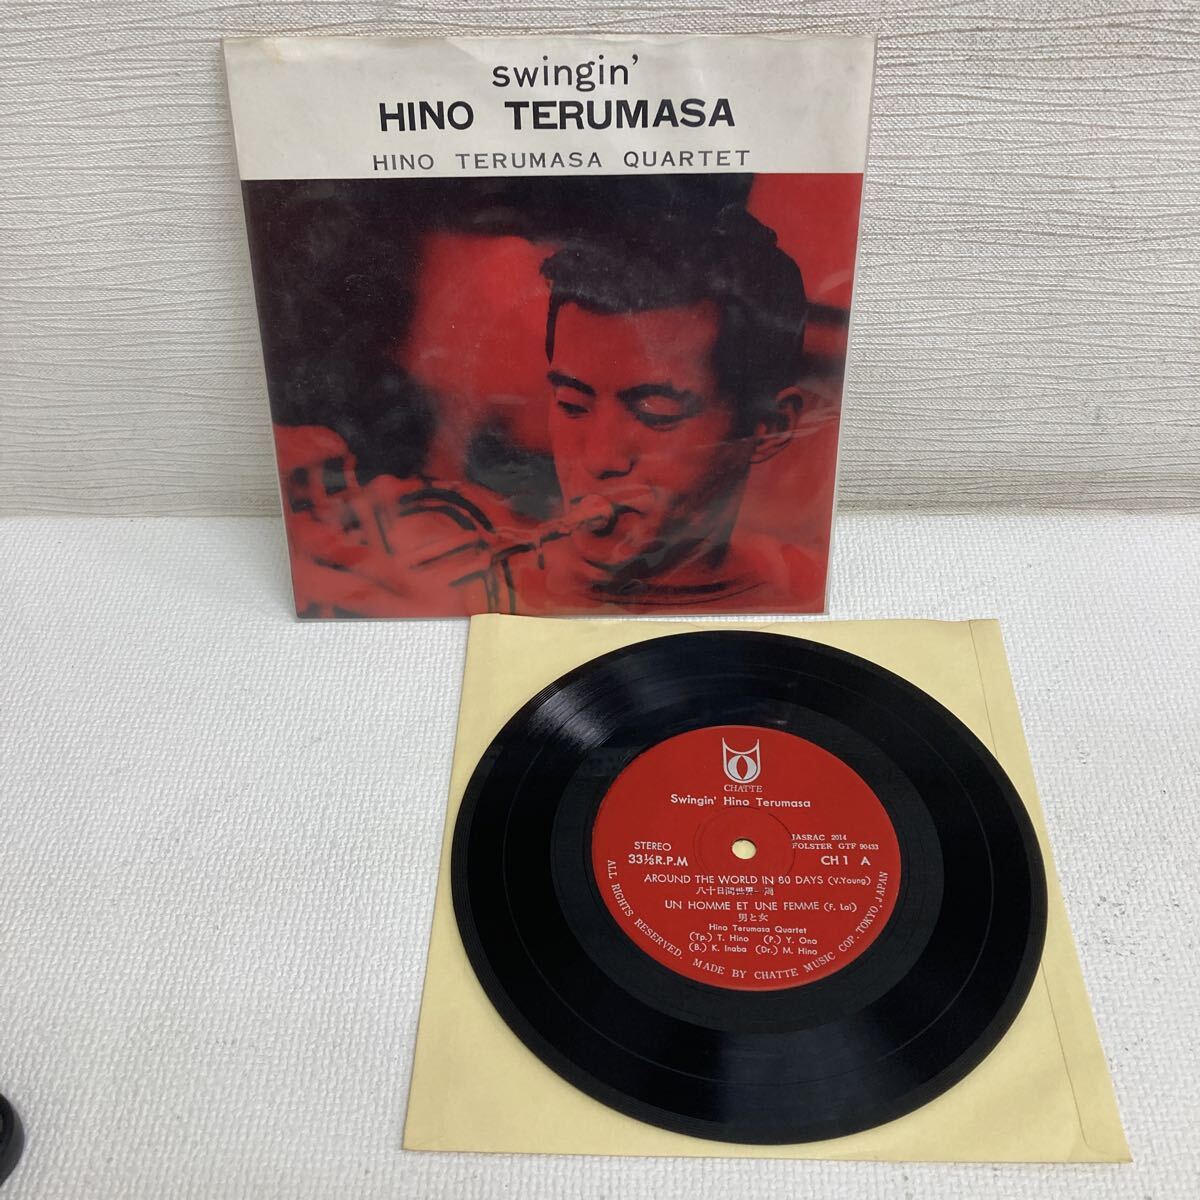 swingin'
HINO TERUMASA
HINO TERUMASA QUARTET
CHATTE
Swingin' Hino Terumasa
STEREO
33⅓R.P.M
JASRAC 2014
FOLSTER GTF 90433
CH 1 A
AROUND THE WORLD IN 80 DAYS (V.Young)
八十日間世界一周
UN HOMME ET UNE FEMME (F. Lai)
男と女
Hino Terumasa Quartet
(Tp.) T. Hino (P.) Y. Ono
(B.) K. Inaba (Dr.) M. Hino
ALL RIGHTS RESERVED. MADE BY CHATTE MUSIC COP. TOKYO, JAPAN